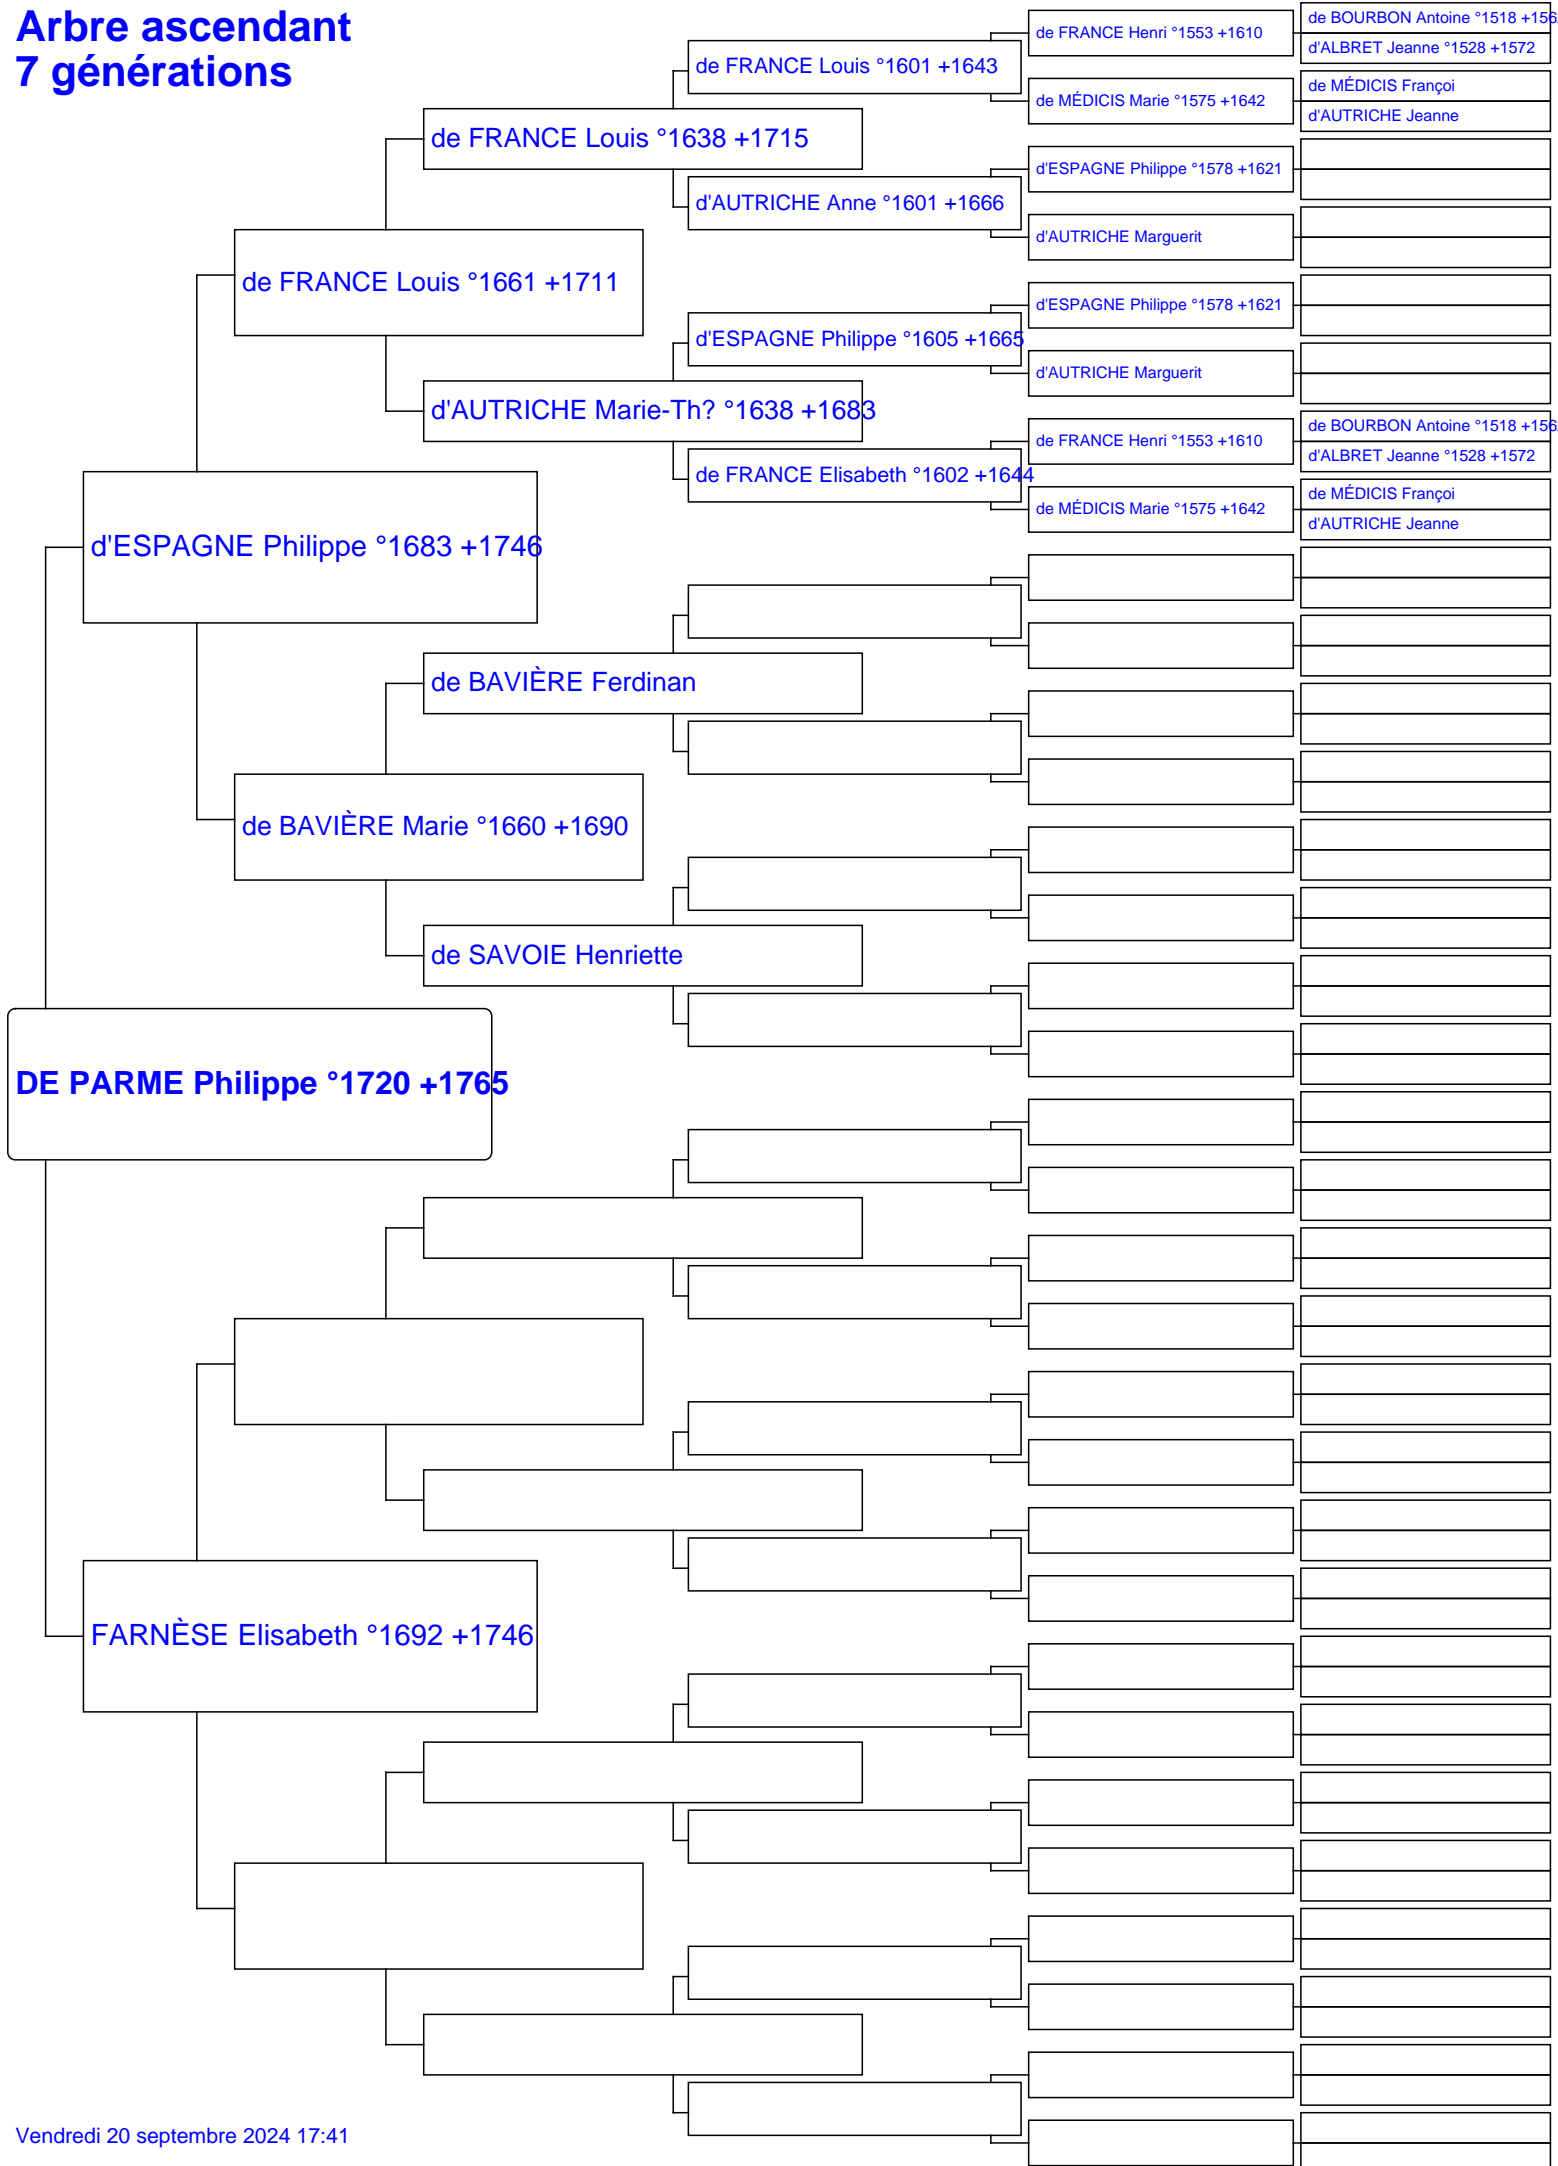 Arbre ascendant
7 générations
de FRANCE Henri °1553 +1610
de BOURBON Antoine °1518 +156
d'ALBRET Jeanne °1528 +1572
de FRANCE Louis °1601 +1643
de MÉDICIS Marie °1575 +1642
de MÉDICIS Françoi
d'AUTRICHE Jeanne
de FRANCE Louis °1638 +1715
d'ESPAGNE Philippe °1578 +1621
d'AUTRICHE Anne °1601 +1666
d'AUTRICHE Marguerit
de FRANCE Louis °1661 +1711
d'ESPAGNE Philippe °1578 +1621
d'ESPAGNE Philippe °1605 +1665
d'AUTRICHE Marguerit
d'AUTRICHE Marie-Th? °1638 +1683
de FRANCE Henri °1553 +1610
de BOURBON Antoine °1518 +156
d'ALBRET Jeanne °1528 +1572
de FRANCE Elisabeth °1602 +1644
de MÉDICIS Marie °1575 +1642
de MÉDICIS Françoi
d'AUTRICHE Jeanne
d'ESPAGNE Philippe °1683 +1746
de BAVIÈRE Ferdinan
de BAVIÈRE Marie °1660 +1690
de SAVOIE Henriette
DE PARME Philippe °1720 +1765
FARNÈSE Elisabeth °1692 +1746
Vendredi 20 septembre 2024 17:41